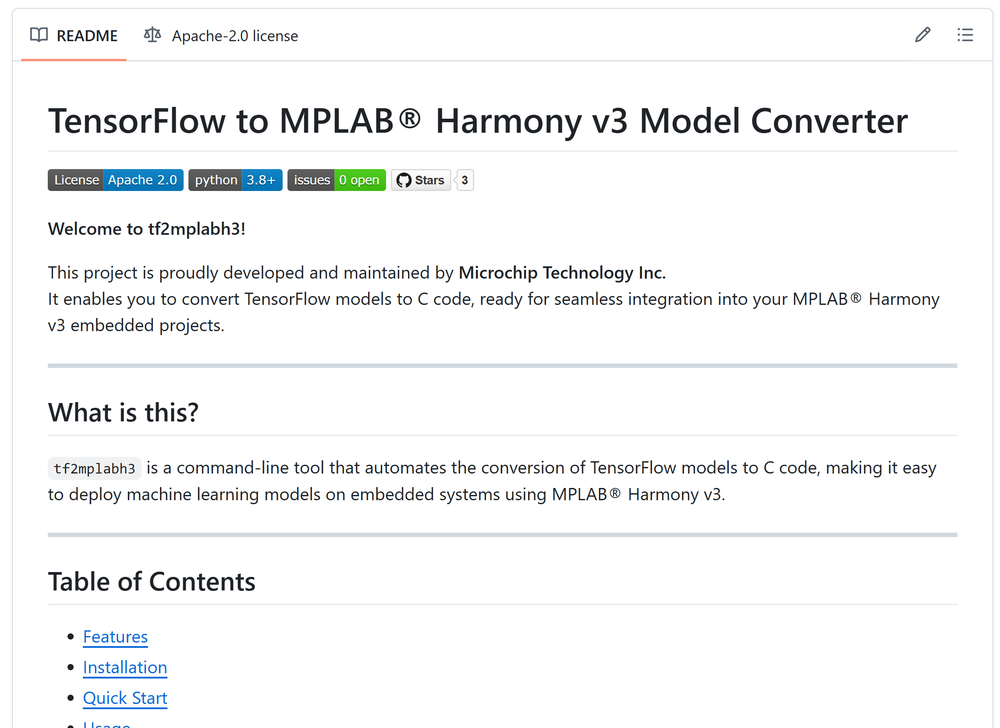 README
Apache-2.0 license
TensorFlow to MPLAB® Harmony v3 Model Converter
License Apache 2.0 python 3.8+ issues 0 open Stars 3
Welcome to tf2mplabh3!
This project is proudly developed and maintained by Microchip Technology Inc.
It enables you to convert TensorFlow models to C code, ready for seamless integration into your MPLAB® Harmony
v3 embedded projects.
What is this?
tf2mplabh3 is a command-line tool that automates the conversion of TensorFlow models to C code, making it easy
to deploy machine learning models on embedded systems using MPLAB® Harmony v3.
Table of Contents
Features
Installation
Quick Start
Usage